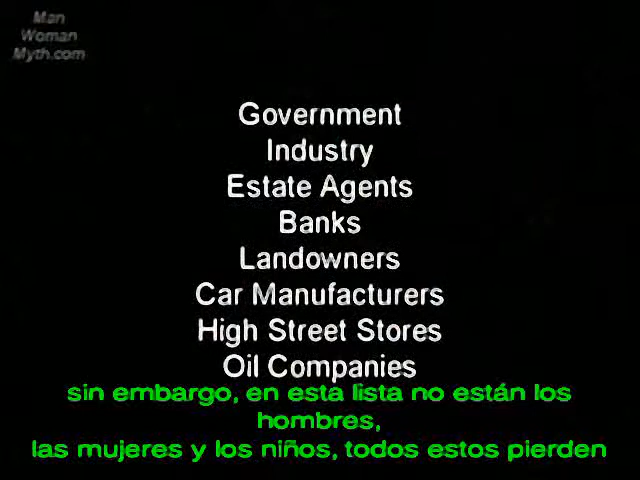 Man
Woman
Myth.com
Government
Industry
Estate Agents
Banks
Landowners
Car Manufacturers
High Street Stores
Oil Companies
sin embargo, en esta lista no están los
hombres,
las mujeres y los niños, todos estos pierden